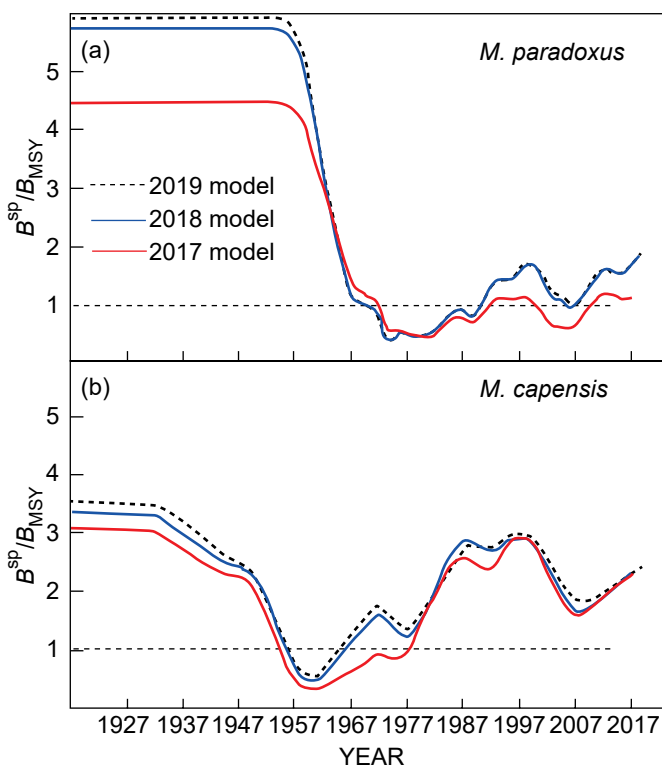 (a)
M. paradoxus
5
4
3
2
1
B^sp/B_MSY
2019 model
2018 model
2017 model
(b)
M. capensis
5
4
3
2
1
B^sp/B_MSY
1927 1937 1947 1957 1967 1977 1987 1997 2007 2017
YEAR